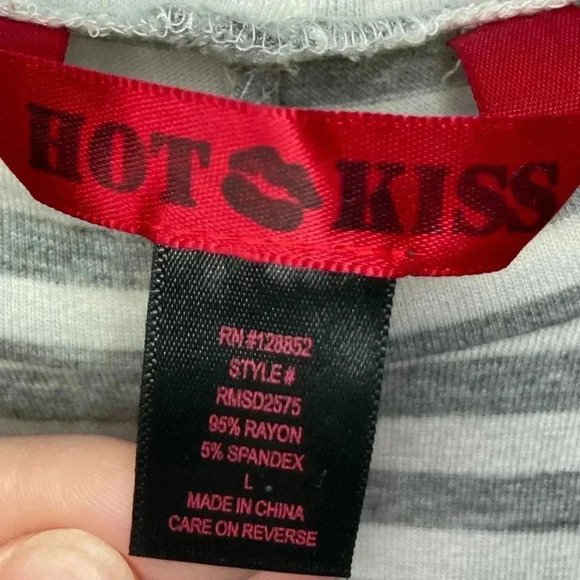 HOT KISS
RN #128852
STYLE #
RMSD2575
95% RAYON
5% SPANDEX
L
MADE IN CHINA
CARE ON REVERSE